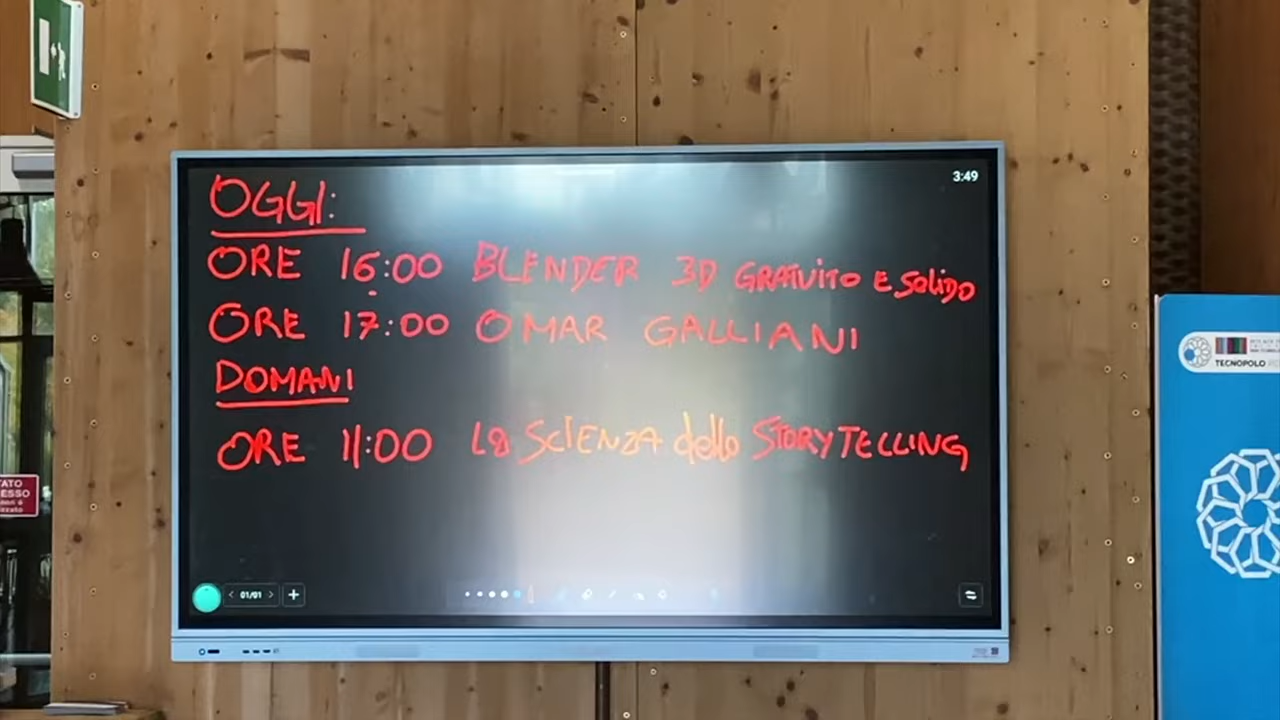 OGGI:
3:49
ORE 16:00 BLENDER 3D GRATUITO E SOLIDO
ORE 17:00 OMAR GALLIANI
DOMANI
ORE 11:00 La SCIENZA dello STORYTELLING
01/01
TECNOPOLO